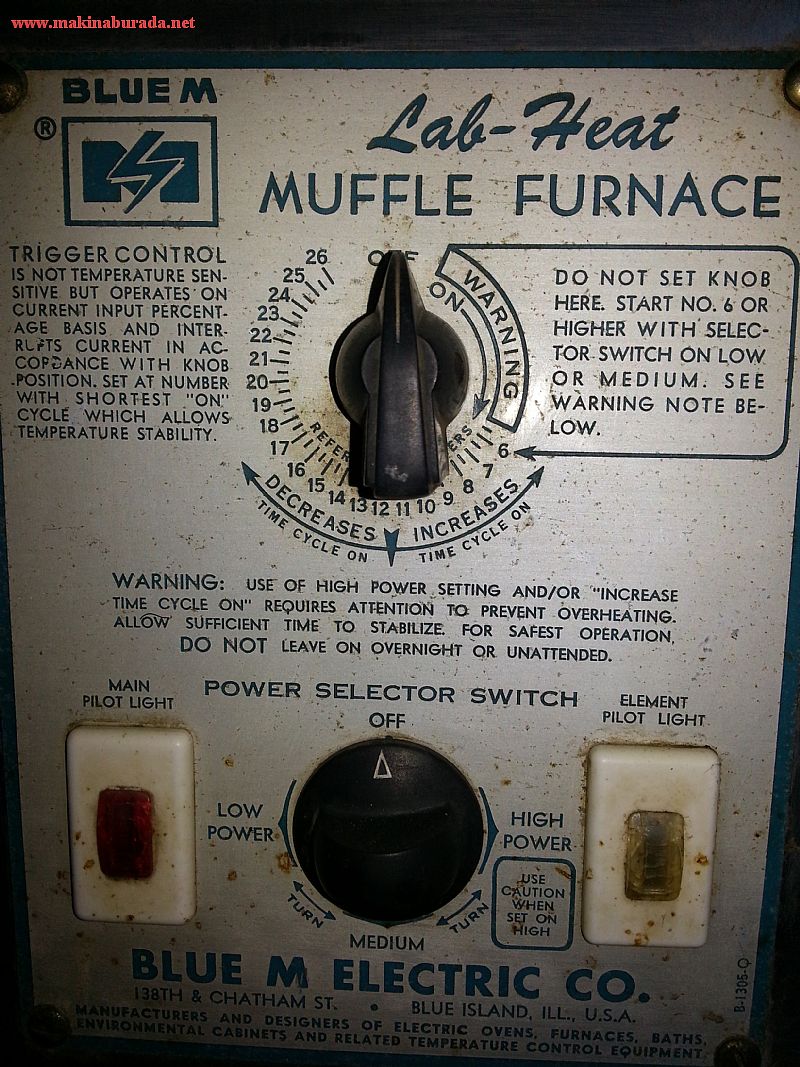 www.makinaburada.net
BLUE M
®
Lab-Heat
MUFFLE FURNACE
TRIGGER CONTROL
IS NOT TEMPERATURE SEN-
SITIVE BUT OPERATES ON
CURRENT INPUT PERCENT-
AGE BASIS AND INTER-
RUPTS CURRENT IN AC-
CORDANCE WITH KNOB
POSITION. SET AT NUMBER
WITH SHORTEST "ON"
CYCLE WHICH ALLOWS
TEMPERATURE STABILITY.
OFF
ON
WARNING
26
25
24
23
22
21
20
19
18
17
16
15
14
13
12
11
10
9
8
7
6
DECREASES
TIME CYCLE ON
INCREASES
TIME CYCLE ON
DO NOT SET KNOB
HERE. START NO. 6 OR
HIGHER WITH SELEC-
TOR SWITCH ON LOW
OR MEDIUM. SEE
WARNING NOTE BE-
LOW.
WARNING: USE OF HIGH POWER SETTING AND/OR "INCREASE
TIME CYCLE ON" REQUIRES ATTENTION TO PREVENT OVERHEATING.
ALLOW SUFFICIENT TIME TO STABILIZE. FOR SAFEST OPERATION,
DO NOT LEAVE ON OVERNIGHT OR UNATTENDED.
MAIN
PILOT LIGHT
POWER SELECTOR SWITCH
ELEMENT
PILOT LIGHT
OFF
LOW
POWER
HIGH
POWER
TURN
TURN
MEDIUM
USE
CAUTION
WHEN
SET ON
HIGH
BLUE M ELECTRIC CO.
138TH & CHATHAM ST. • BLUE ISLAND, ILL., U.S.A.
MANUFACTURERS AND DESIGNERS OF ELECTRIC OVENS, FURNACES, BATHS,
ENVIRONMENTAL CABINETS AND RELATED TEMPERATURE CONTROL EQUIPMENT
B-1305-Q